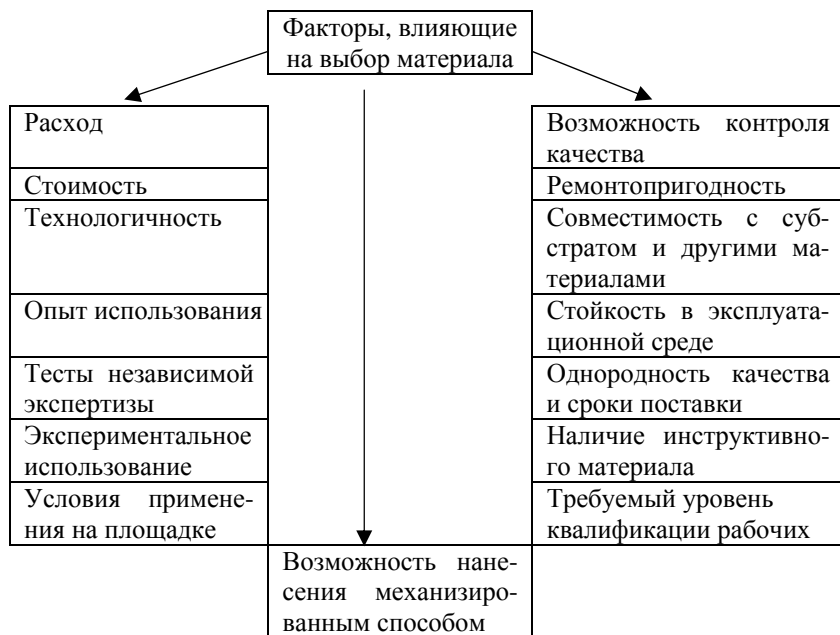 Факторы, влияющие
на выбор материала
Расход
Стоимость
Технологичность
Опыт использования
Тесты независимой
экспертизы
Экспериментальное
использование
Условия примене-
ния на площадке
Возможность контроля
качества
Ремонтопригодность
Совместимость с суб-
стратом и другими ма-
териалами
Стойкость в эксплуата-
ционной среде
Однородность качества
и сроки поставки
Наличие инструктивно-
го материала
Требуемый уровень
квалификации рабочих
Возможность нане-
сения механизиро-
ванным способом